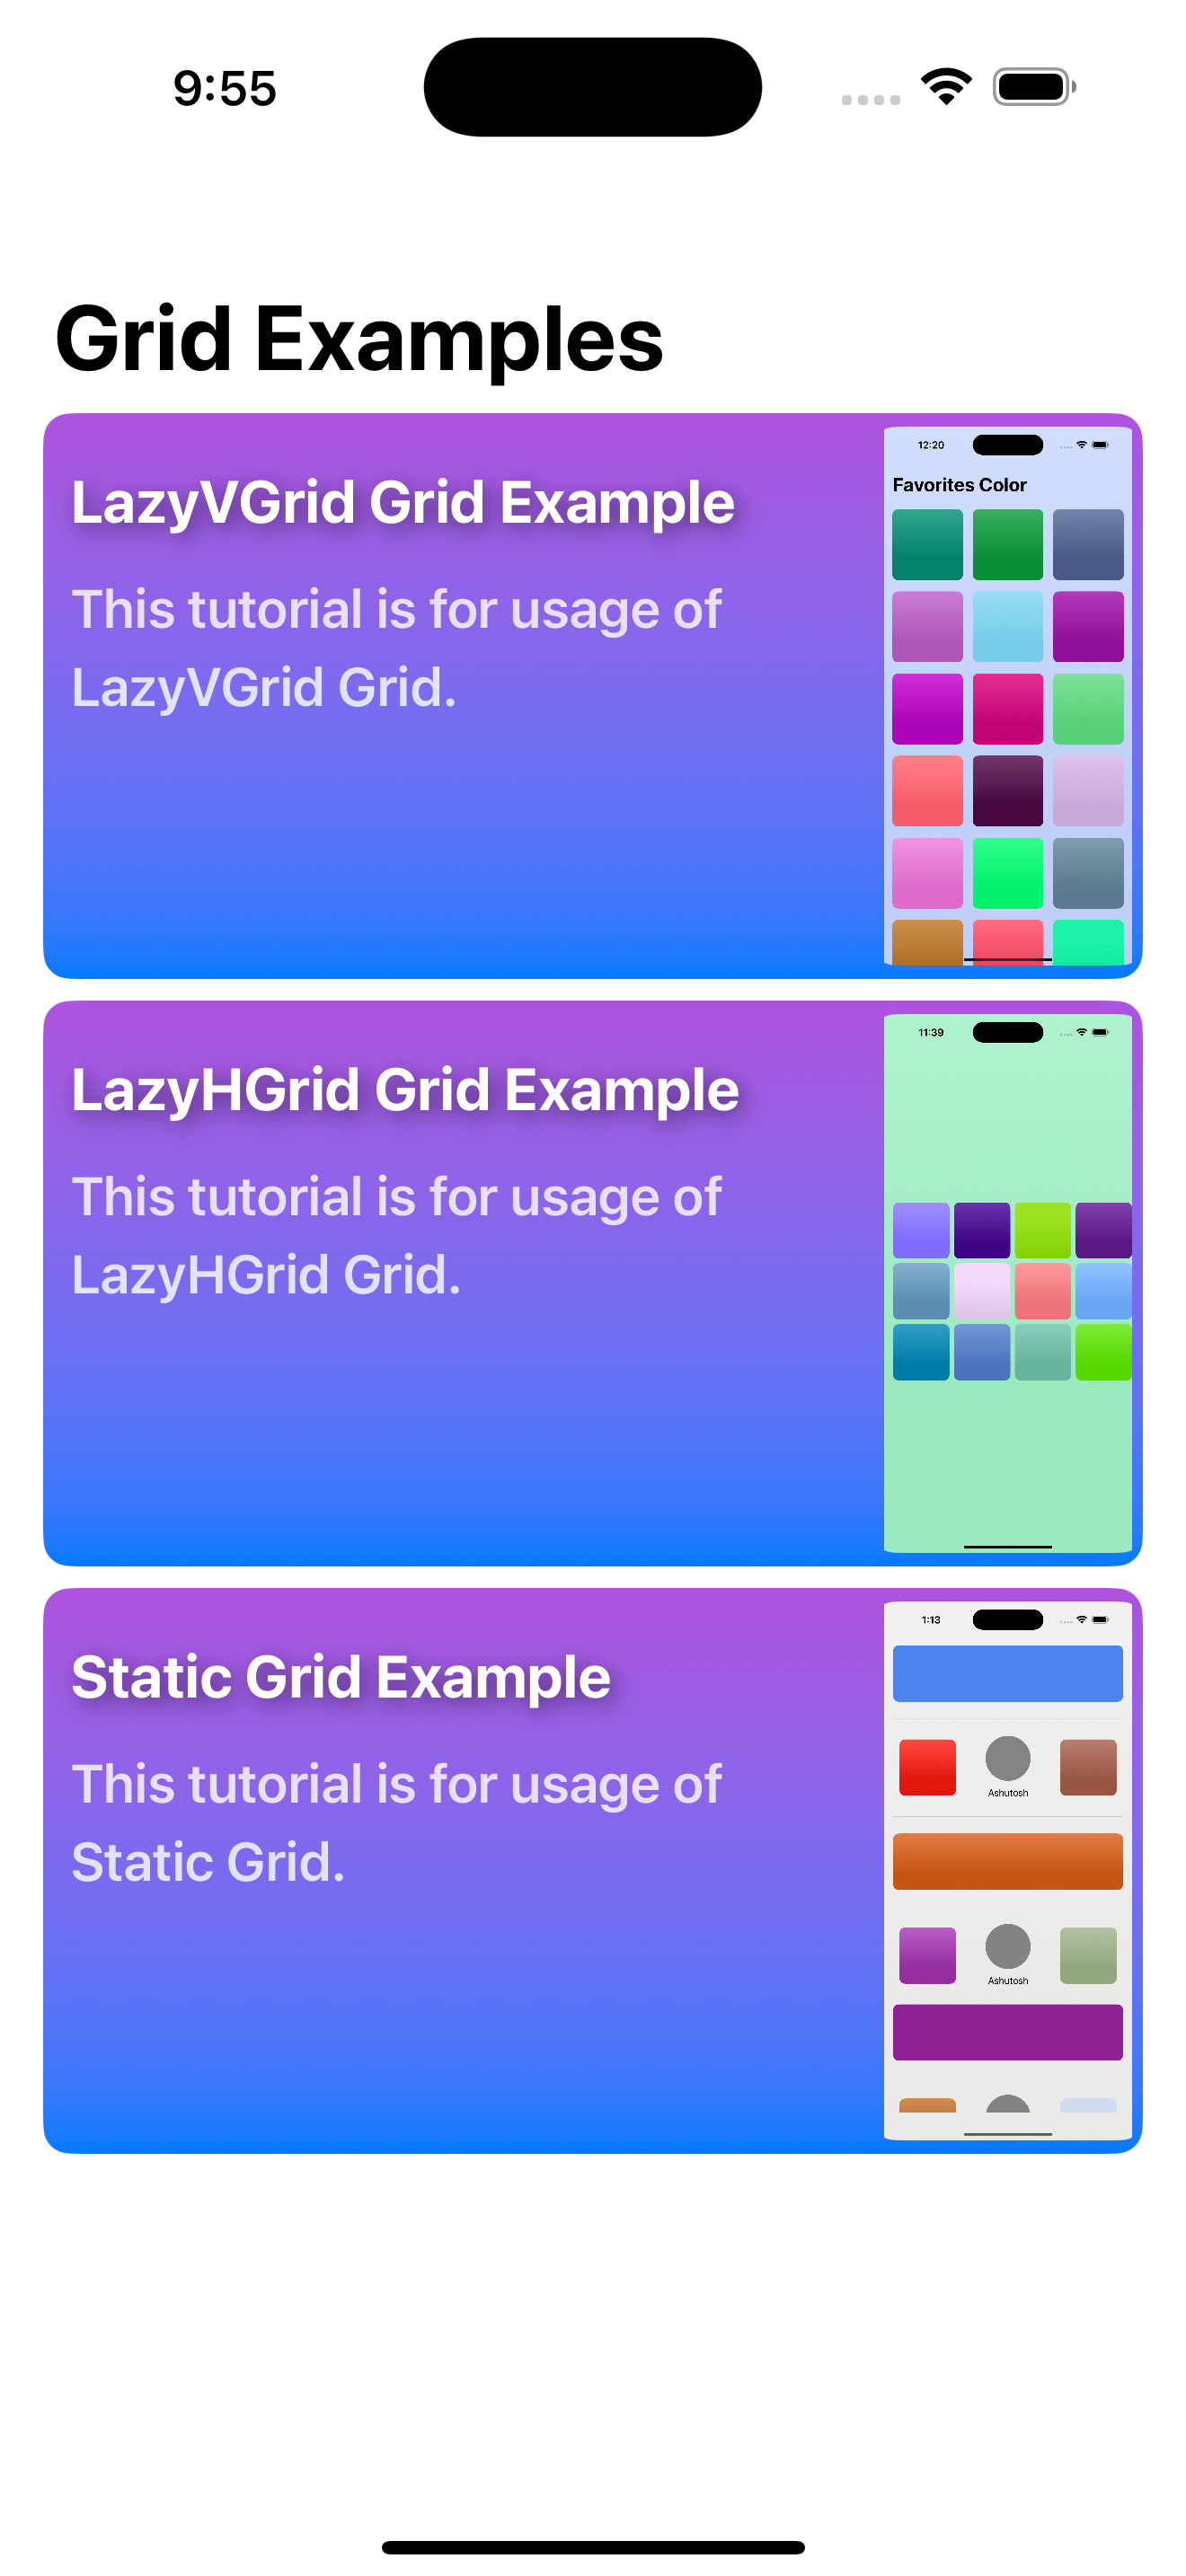 9:55
Grid Examples
LazyVGrid Grid Example
This tutorial is for usage of
LazyVGrid Grid.
12:20
Favorites Color
LazyHGrid Grid Example
This tutorial is for usage of
LazyHGrid Grid.
11:39
Static Grid Example
This tutorial is for usage of
Static Grid.
1:13
Ashutosh
Ashutosh